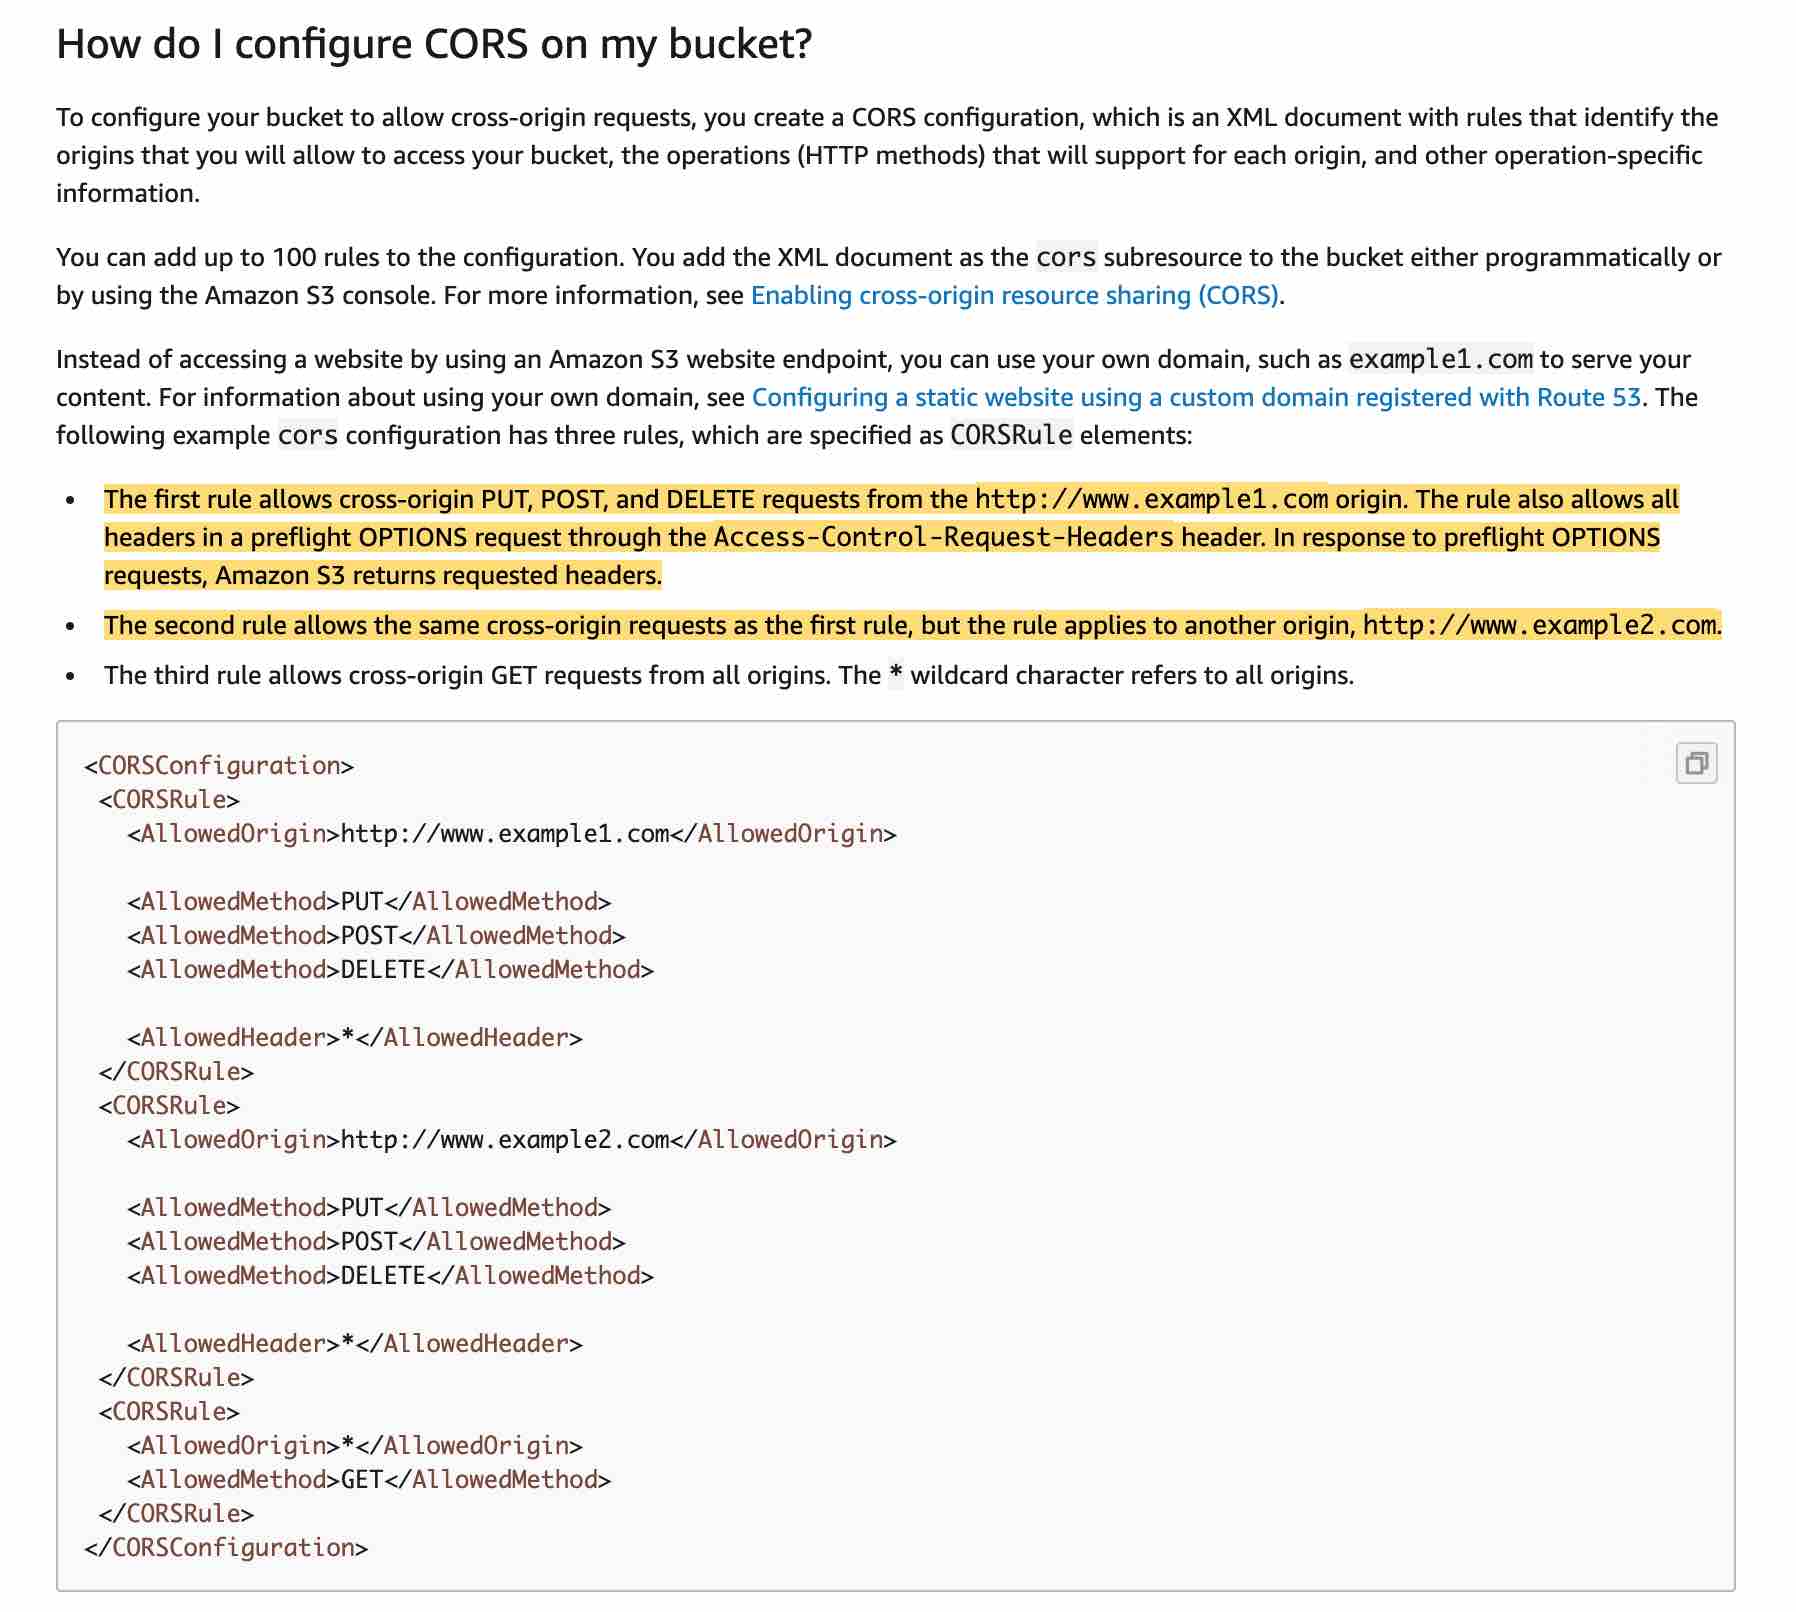 How do I configure CORS on my bucket?
To configure your bucket to allow cross-origin requests, you create a CORS configuration, which is an XML document with rules that identify the
origins that you will allow to access your bucket, the operations (HTTP methods) that will support for each origin, and other operation-specific
information.
You can add up to 100 rules to the configuration. You add the XML document as the cors subresource to the bucket either programmatically or
by using the Amazon S3 console. For more information, see Enabling cross-origin resource sharing (CORS).
Instead of accessing a website by using an Amazon S3 website endpoint, you can use your own domain, such as example1.com to serve your
content. For information about using your own domain, see Configuring a static website using a custom domain registered with Route 53. The
following example cors configuration has three rules, which are specified as CORSRule elements:
• The first rule allows cross-origin PUT, POST, and DELETE requests from the http://www.example1.com origin. The rule also allows all
headers in a preflight OPTIONS request through the Access-Control-Request-Headers header. In response to preflight OPTIONS
requests, Amazon S3 returns requested headers.
• The second rule allows the same cross-origin requests as the first rule, but the rule applies to another origin, http://www.example2.com.
• The third rule allows cross-origin GET requests from all origins. The * wildcard character refers to all origins.
<CORSConfiguration>
 <CORSRule>
   <AllowedOrigin>http://www.example1.com</AllowedOrigin>

   <AllowedMethod>PUT</AllowedMethod>
   <AllowedMethod>POST</AllowedMethod>
   <AllowedMethod>DELETE</AllowedMethod>

   <AllowedHeader>*</AllowedHeader>
 </CORSRule>
 <CORSRule>
   <AllowedOrigin>http://www.example2.com</AllowedOrigin>

   <AllowedMethod>PUT</AllowedMethod>
   <AllowedMethod>POST</AllowedMethod>
   <AllowedMethod>DELETE</AllowedMethod>

   <AllowedHeader>*</AllowedHeader>
 </CORSRule>
 <CORSRule>
   <AllowedOrigin>*</AllowedOrigin>
   <AllowedMethod>GET</AllowedMethod>
 </CORSRule>
</CORSConfiguration>